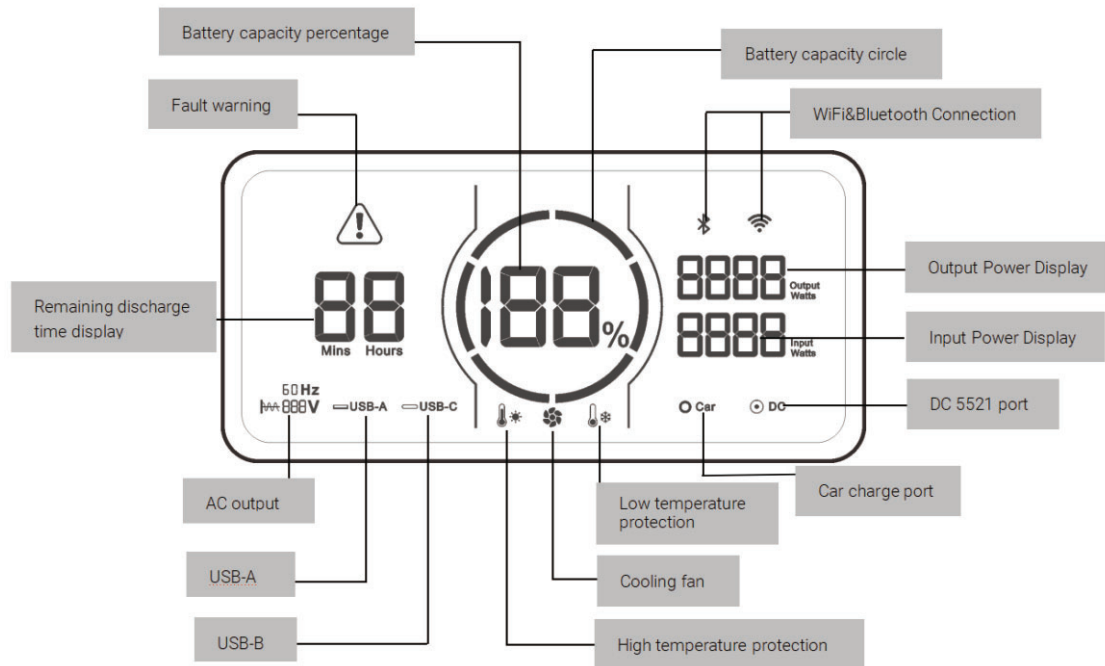 Battery capacity percentage
Battery capacity circle
Fault warning
WiFi&Bluetooth Connection
8888 Output
Watts
Output Power Display
Remaining discharge
time display
88
Mins Hours
188%
8888 Input
Watts
Input Power Display
60Hz
888V
USB-A
USB-C
Car
DC
DC 5521 port
Car charge port
AC output
Low temperature
protection
USB-A
Cooling fan
USB-B
High temperature protection